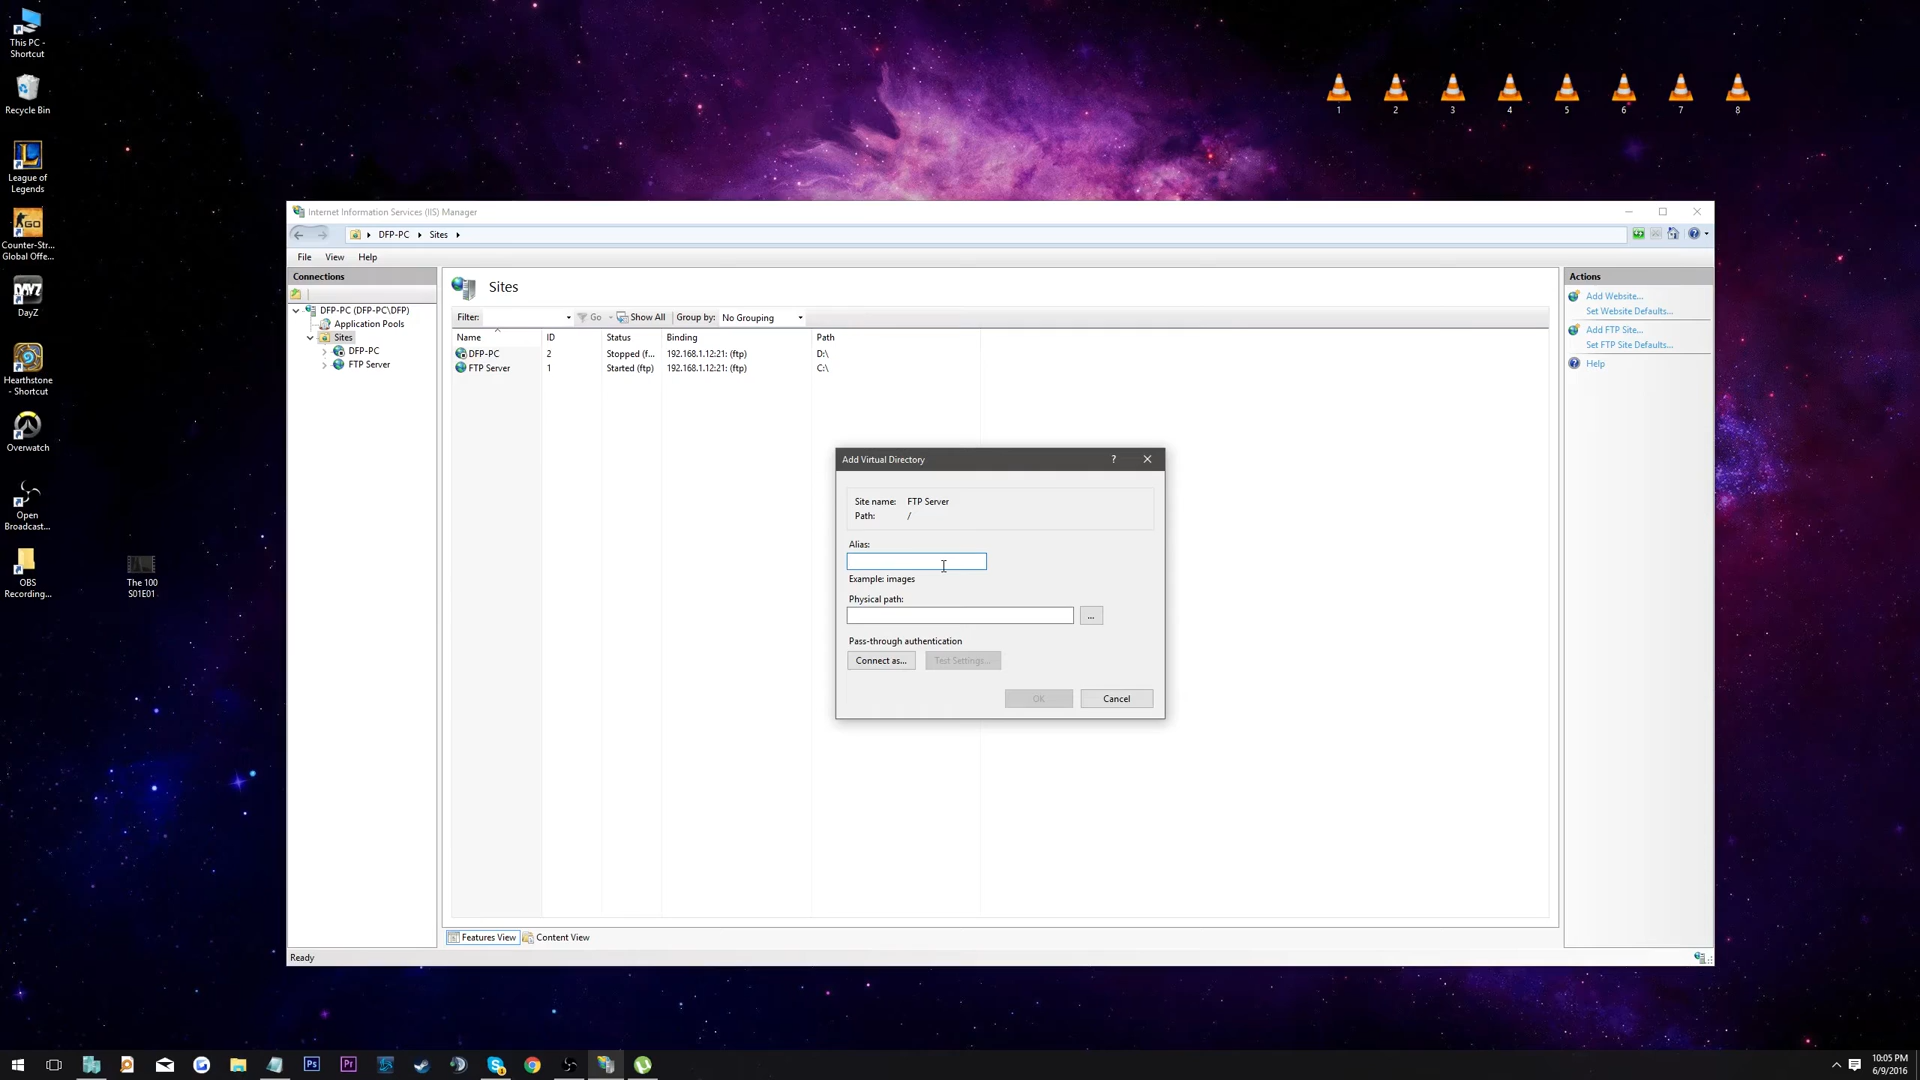 This PC -
Shortcut
Recycle Bin
League of
Legends
Counter-Str...
Global Offe...
DAYZ
DayZ
Hearthstone
- Shortcut
Overwatch
Open
Broadcast...
OBS
Recording...
The 100
S01E01
1 2 3 4 5 6 7 8
Internet Information Services (IIS) Manager
DFP-PC Sites
File View Help
Connections
DFP-PC (DFP-PC\DFP)
Application Pools
Sites
DFP-PC
FTP Server
Sites
Filter: Go Show All Group by: No Grouping
Name ID Status Binding Path
DFP-PC 2 Stopped (f... 192.168.1.12:21: (ftp) D:\
FTP Server 1 Started (ftp) 192.168.1.12:21: (ftp) C:\
Add Virtual Directory ?
Site name: FTP Server
Path: /
Alias:
Example: images
Physical path:
...
Pass-through authentication
Connect as... Test Settings...
OK Cancel
Actions
Add Website...
Set Website Defaults...
Add FTP Site...
Set FTP Site Defaults...
Help
Features View Content View
Ready
Ps Pr
10:05 PM
6/9/2016